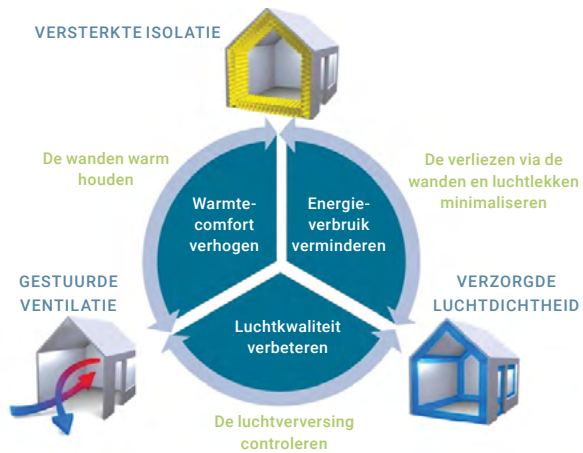 VERSTERKTE ISOLATIE
De wanden warm
houden
De verliezen via de
wanden en luchtlekken
minimaliseren
Warmte-
comfort
verhogen
Energie-
verbruik
verminderen
GESTUURDE
VENTILATIE
VERZORGDE
LUCHTDICHTHEID
Luchtkwaliteit
verbeteren
De luchtverversing
controleren